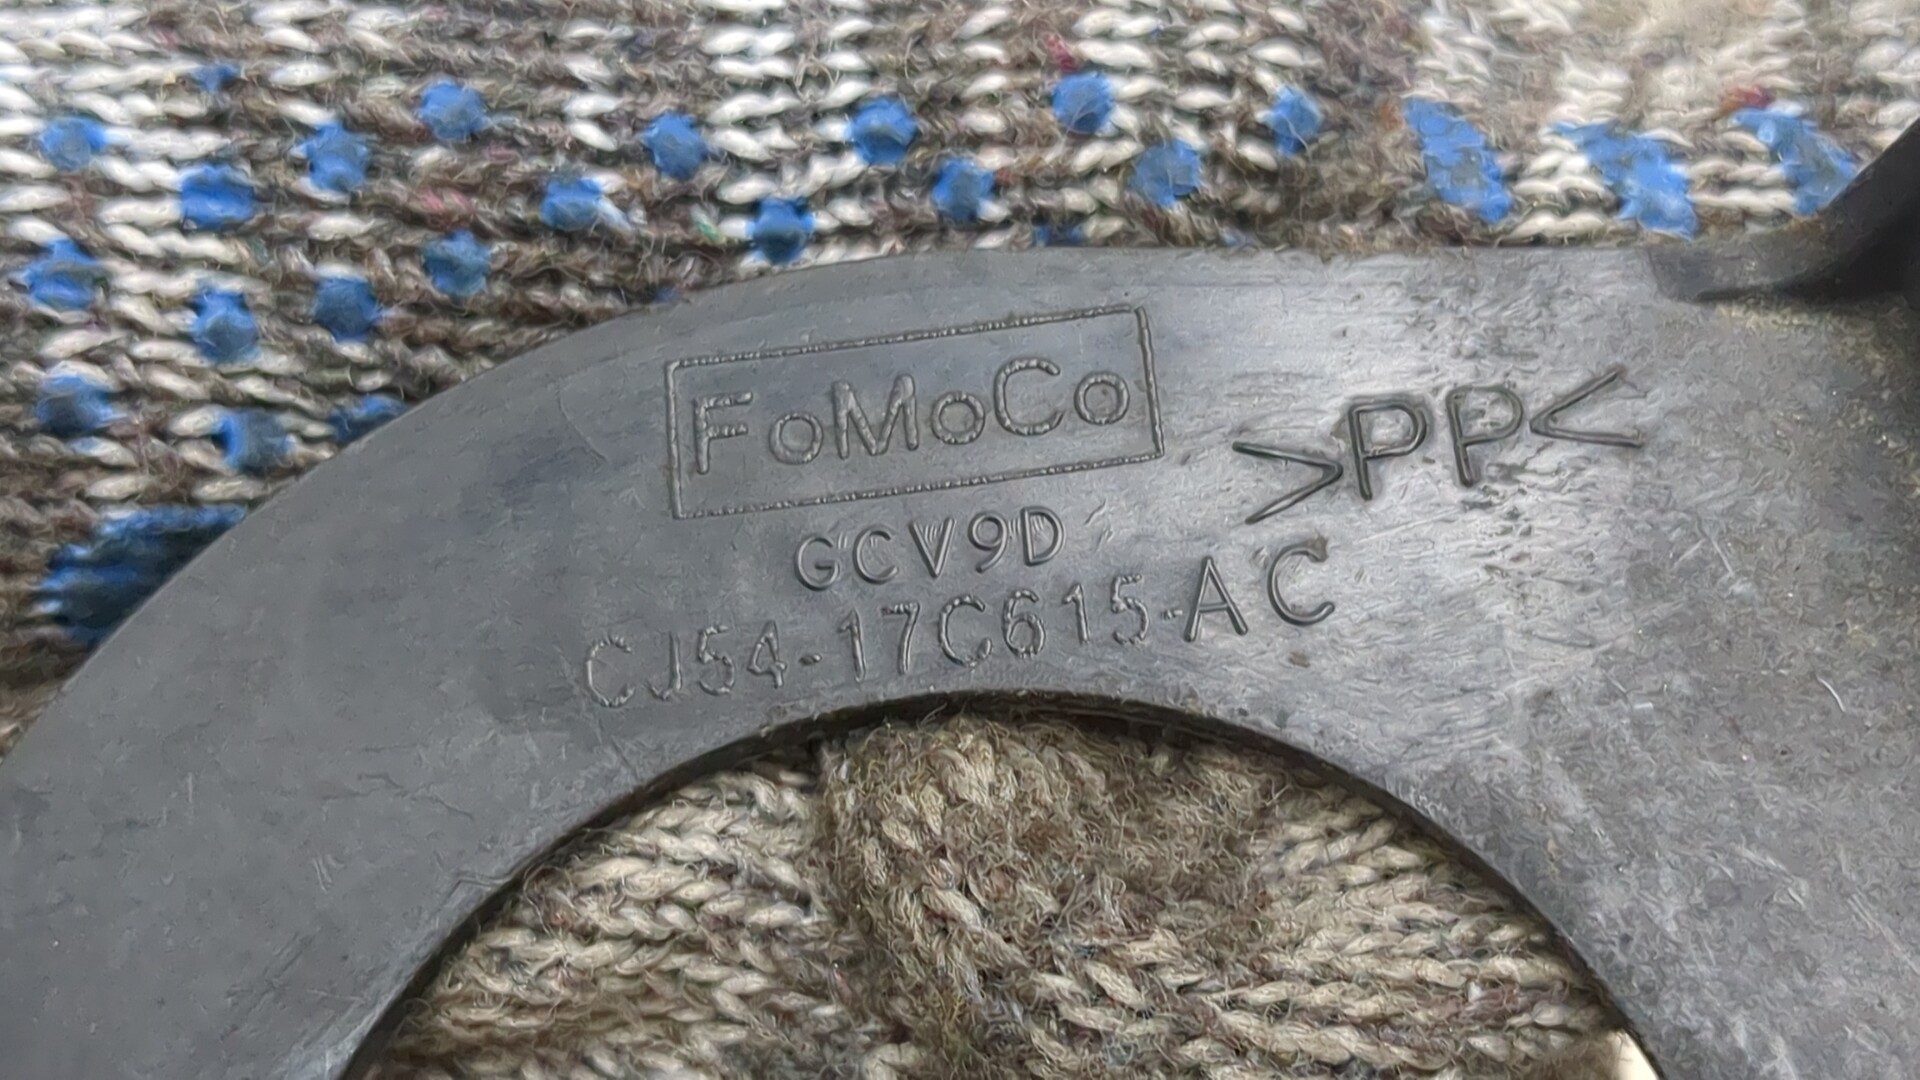 FoMoCo
>PP<
GCV9D
CJ54-17C615-AC